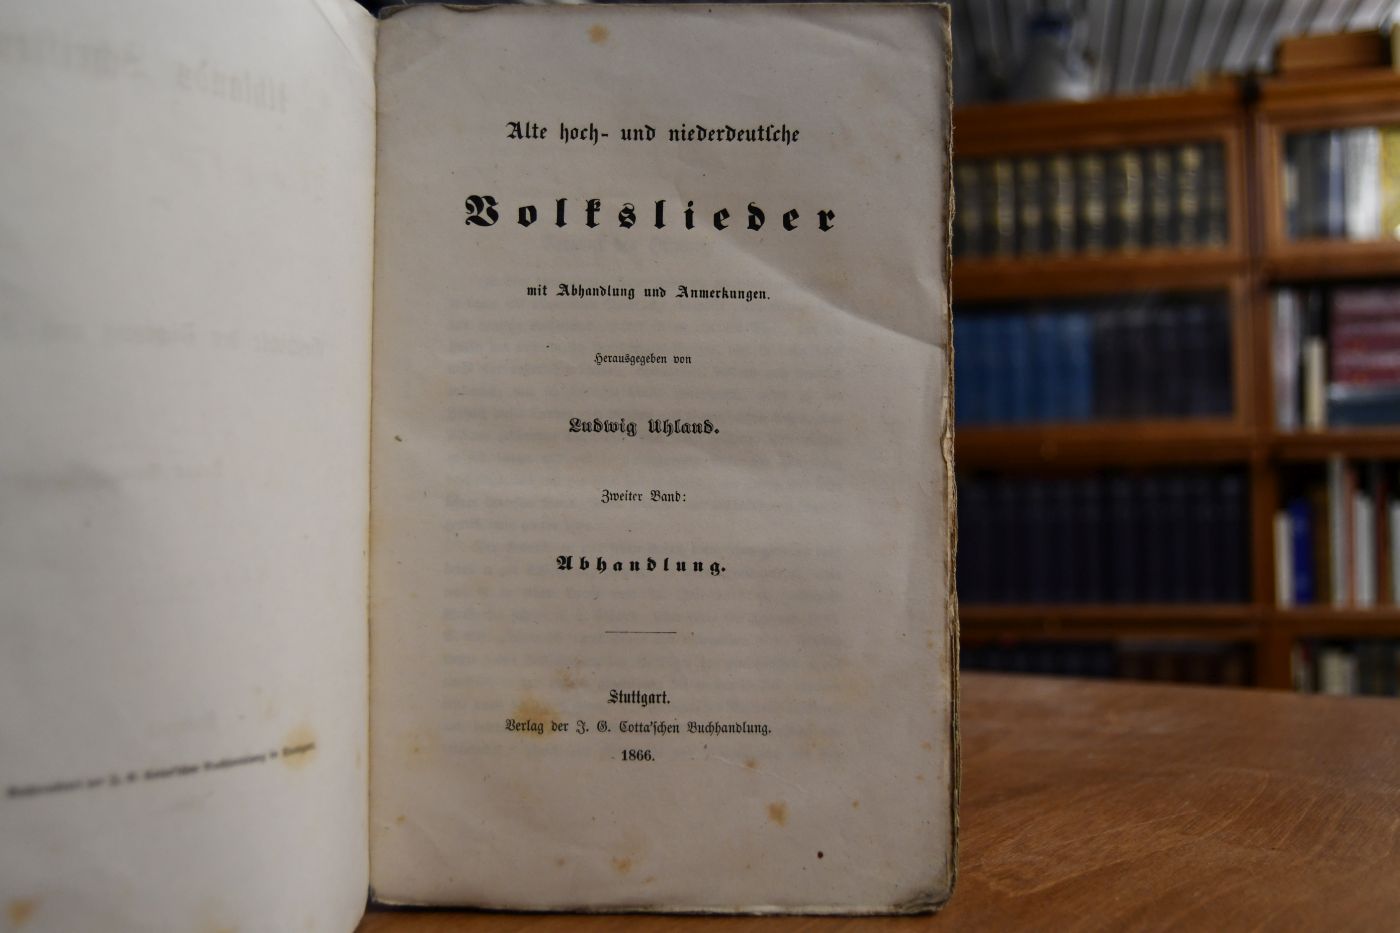 Alte hoch- und niederdeutsche
Volkslieder
mit Abhandlung und Anmerkungen.
Herausgegeben von
Ludwig Uhland.
Zweiter Band:
Abhandlung.
Stuttgart.
Verlag der J. G. Cotta'schen Buchhandlung.
1866.